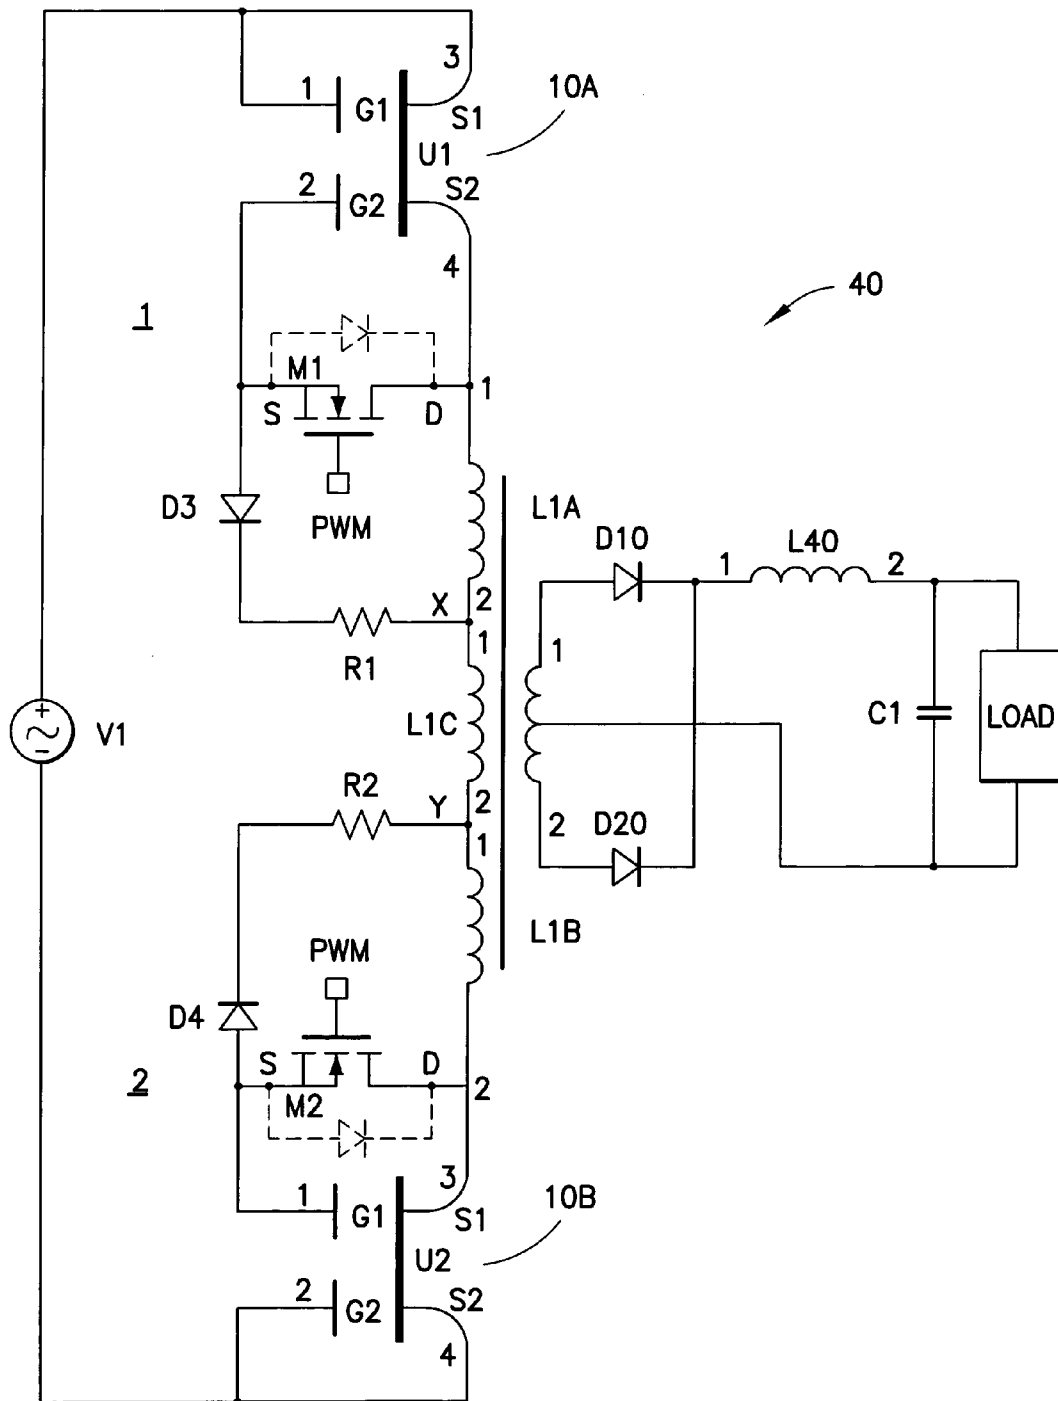 3
1 G1 10A
S1
U1
2 G2 S2
4
40
1
M1
S D 1
D3 PWM L1A
D10 L40
1 2
X 2
R1 1 1
V1 L1C C1 LOAD
R2 Y 2
1 2 D20
L1B
PWM
D4
S D
2 M2 2
3
1 G1 S1 10B
U2
2 G2 S2
4
+
-